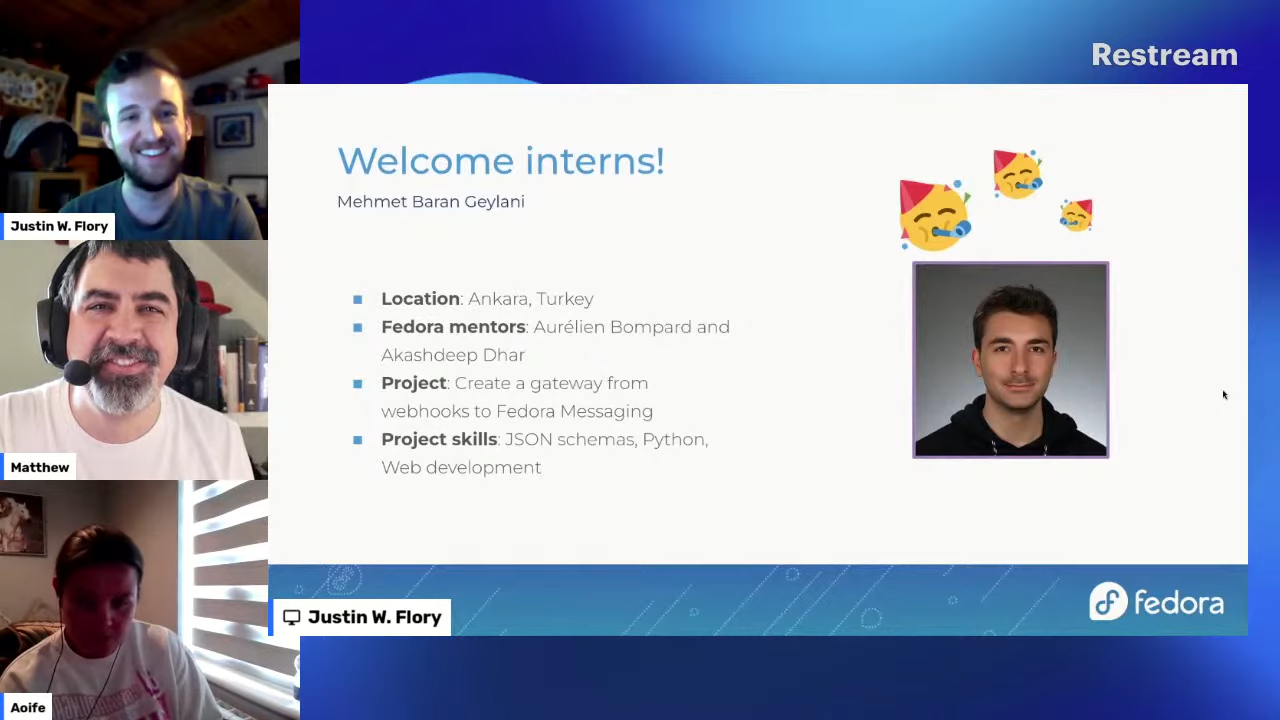 Restream
Welcome interns!
Mehmet Baran Geylani
Location: Ankara, Turkey
Fedora mentors: Aurélien Bompard and
Akashdeep Dhar
Project: Create a gateway from
webhooks to Fedora Messaging
Project skills: JSON schemas, Python,
Web development
fedora
Justin W. Flory
Justin W. Flory
Matthew
Aoife